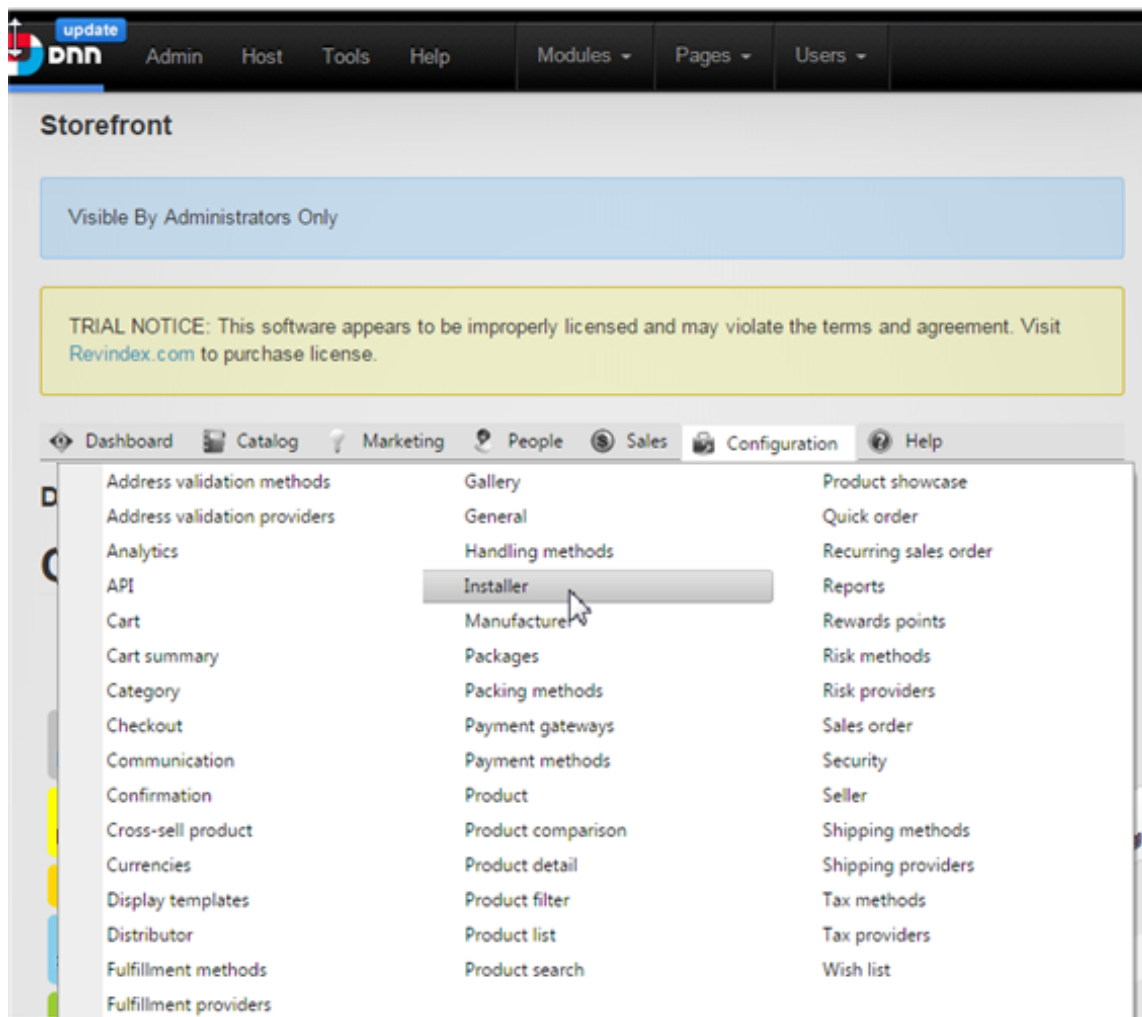 update
DNN Admin Host Tools Help Modules Pages Users
Storefront
Visible By Administrators Only
TRIAL NOTICE: This software appears to be improperly licensed and may violate the terms and agreement. Visit
Revindex.com to purchase license.
Dashboard Catalog Marketing People Sales Configuration Help
Address validation methods
Address validation providers
Analytics
API
Cart
Cart summary
Category
Checkout
Communication
Confirmation
Cross-sell product
Currencies
Display templates
Distributor
Fulfillment methods
Fulfillment providers
Gallery
General
Handling methods
Installer
Manufacturer
Packages
Packing methods
Payment gateways
Payment methods
Product
Product comparison
Product detail
Product filter
Product list
Product search
Product showcase
Quick order
Recurring sales order
Reports
Rewards points
Risk methods
Risk providers
Sales order
Security
Seller
Shipping methods
Shipping providers
Tax methods
Tax providers
Wish list